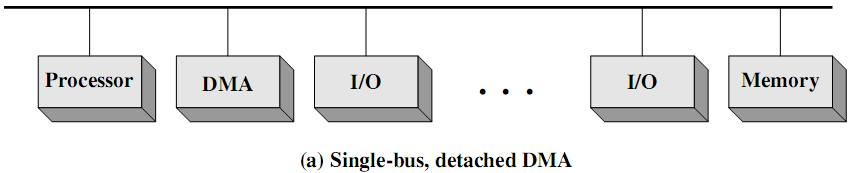 Processor DMA I/O . . . I/O Memory
(a) Single-bus, detached DMA